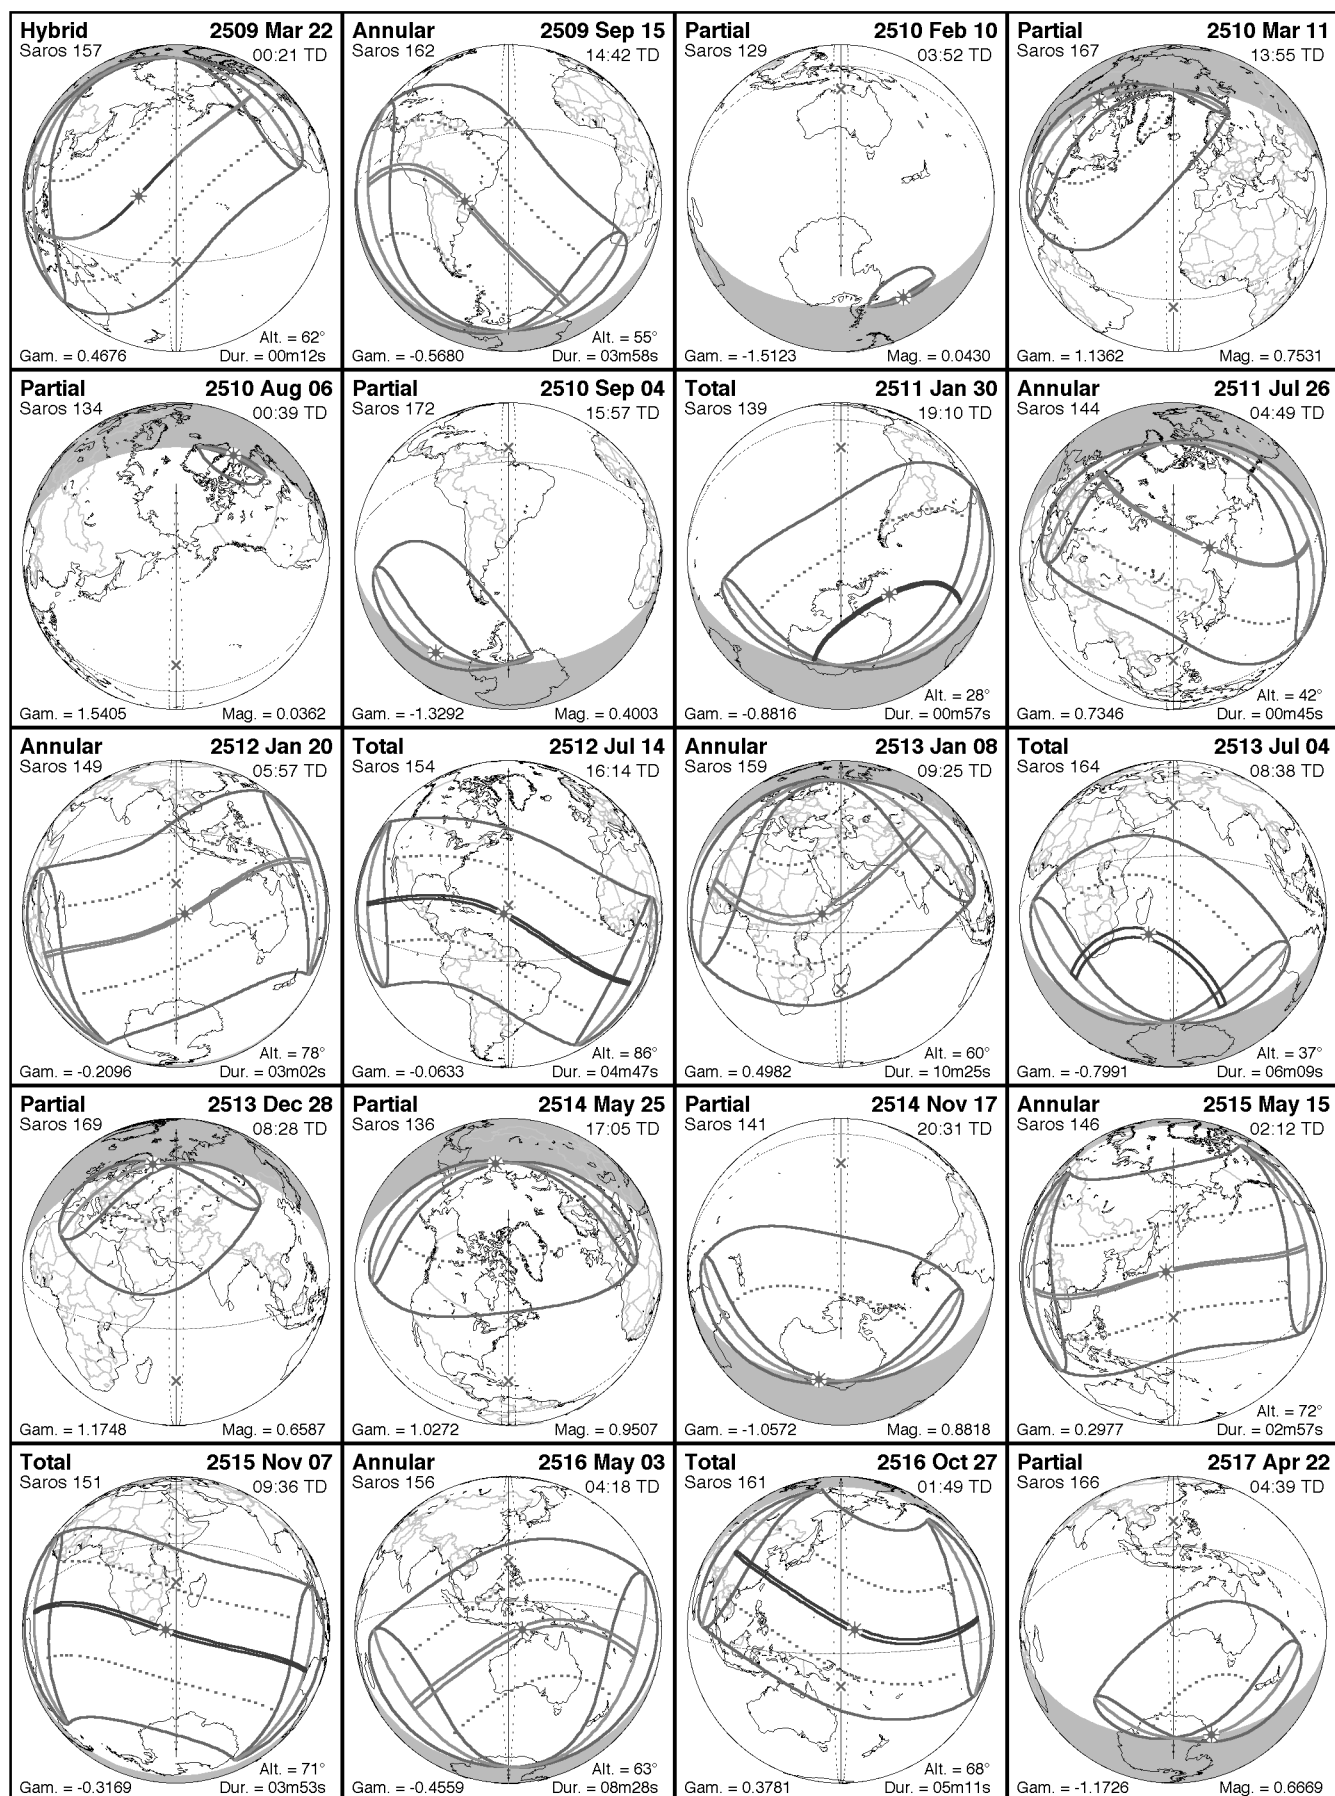 Hybrid 2509 Mar 22
Saros 157 00:21 TD
Alt. = 62°
Gam. = 0.4676 Dur. = 00m12s
Annular 2509 Sep 15
Saros 162 14:42 TD
Alt. = 55°
Gam. = -0.5680 Dur. = 03m58s
Partial 2510 Feb 10
Saros 129 03:52 TD
Gam. = -1.5123 Mag. = 0.0430
Partial 2510 Mar 11
Saros 167 13:55 TD
Gam. = 1.1362 Mag. = 0.7531
Partial 2510 Aug 06
Saros 134 00:39 TD
Gam. = 1.5405 Mag. = 0.0362
Partial 2510 Sep 04
Saros 172 15:57 TD
Gam. = -1.3292 Mag. = 0.4003
Total 2511 Jan 30
Saros 139 19:10 TD
Alt. = 28°
Gam. = -0.8816 Dur. = 00m57s
Annular 2511 Jul 26
Saros 144 04:49 TD
Alt. = 42°
Gam. = 0.7346 Dur. = 00m45s
Annular 2512 Jan 20
Saros 149 05:57 TD
Alt. = 78°
Gam. = -0.2096 Dur. = 03m02s
Total 2512 Jul 14
Saros 154 16:14 TD
Alt. = 86°
Gam. = -0.0633 Dur. = 04m47s
Annular 2513 Jan 08
Saros 159 09:25 TD
Alt. = 60°
Gam. = 0.4982 Dur. = 10m25s
Total 2513 Jul 04
Saros 164 08:38 TD
Alt. = 37°
Gam. = -0.7991 Dur. = 06m09s
Partial 2513 Dec 28
Saros 169 08:28 TD
Gam. = 1.1748 Mag. = 0.6587
Partial 2514 May 25
Saros 136 17:05 TD
Gam. = 1.0272 Mag. = 0.9507
Partial 2514 Nov 17
Saros 141 20:31 TD
Gam. = -1.0572 Mag. = 0.8818
Annular 2515 May 15
Saros 146 02:12 TD
Alt. = 72°
Gam. = 0.2977 Dur. = 02m57s
Total 2515 Nov 07
Saros 151 09:36 TD
Alt. = 71°
Gam. = -0.3169 Dur. = 03m53s
Annular 2516 May 03
Saros 156 04:18 TD
Alt. = 63°
Gam. = -0.4559 Dur. = 08m28s
Total 2516 Oct 27
Saros 161 01:49 TD
Alt. = 68°
Gam. = 0.3781 Dur. = 05m11s
Partial 2517 Apr 22
Saros 166 04:39 TD
Gam. = -1.1726 Mag. = 0.6669